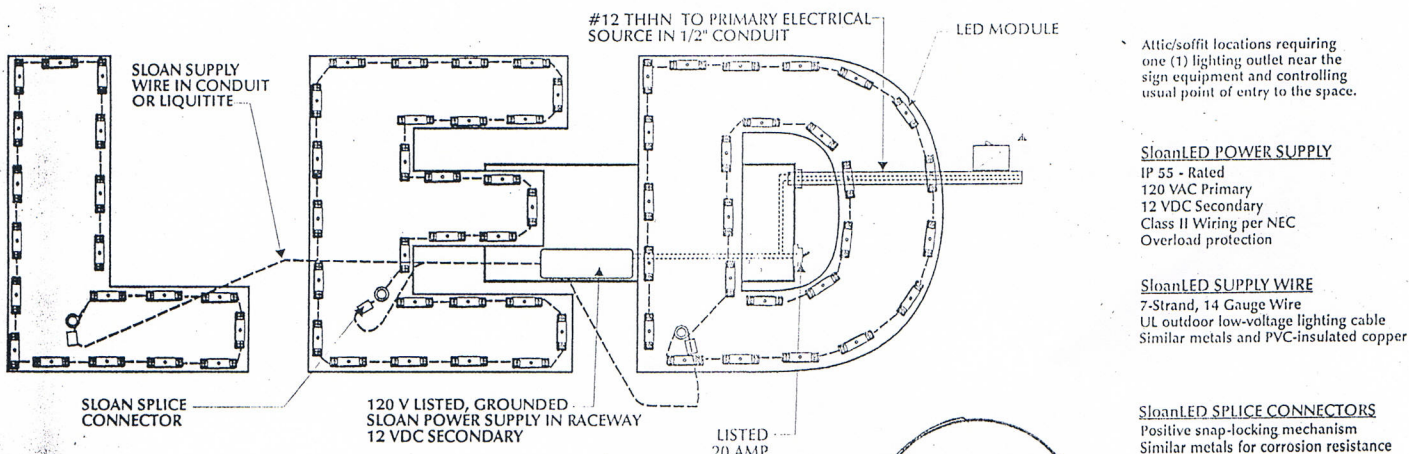 #12 THHN TO PRIMARY ELECTRICAL
SOURCE IN 1/2" CONDUIT
LED MODULE
SLOAN SUPPLY
WIRE IN CONDUIT
OR LIQUITITE
SLOAN SPLICE
CONNECTOR
120 V LISTED, GROUNDED
SLOAN POWER SUPPLY IN RACEWAY
12 VDC SECONDARY
LISTED
20 AMP
Attic/soffit locations requiring
one (1) lighting outlet near the
sign equipment and controlling
usual point of entry to the space.
SloanLED POWER SUPPLY
IP 55 - Rated
120 VAC Primary
12 VDC Secondary
Class II Wiring per NEC
Overload protection
SloanLED SUPPLY WIRE
7-Strand, 14 Gauge Wire
UL outdoor low-voltage lighting cable
Similar metals and PVC-insulated copper
SloanLED SPLICE CONNECTORS
Positive snap-locking mechanism
Similar metals for corrosion resistance